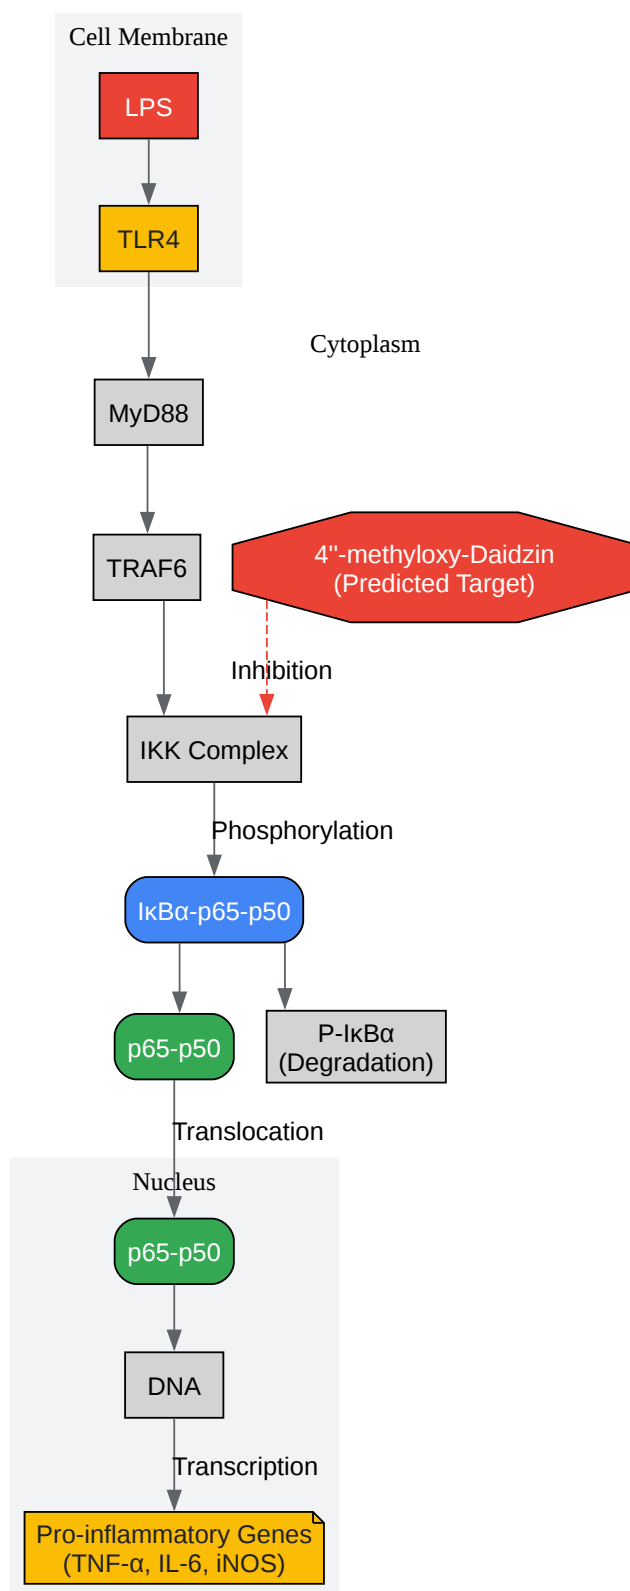 Cell Membrane
LPS
TLR4
Cytoplasm
MyD88
TRAF6
4"-methyloxy-Daidzin
(Predicted Target)
Inhibition
IKK Complex
Phosphorylation
IκBα-p65-p50
p65-p50
P-IκBα
(Degradation)
Translocation
Nucleus
p65-p50
DNA
Transcription
Pro-inflammatory Genes
(TNF-α, IL-6, iNOS)